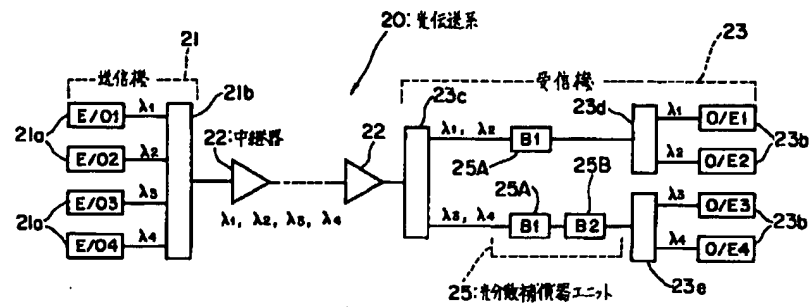 20:光伝送系
21
送信機
21b
23
受信機
23c
21a
E/O1 λ1
E/O2 λ2
21a
E/O3 λ3
E/O4 λ4
22:中継器
22
λ1, λ2, λ3, λ4
λ1, λ2
B1
25A
23d
λ1
O/E1
λ2
O/E2
23b
λ3, λ4
25A
B1
25B
B2
λ3
O/E3
λ4
O/E4
23b
23e
25:光分散補償器ユニット